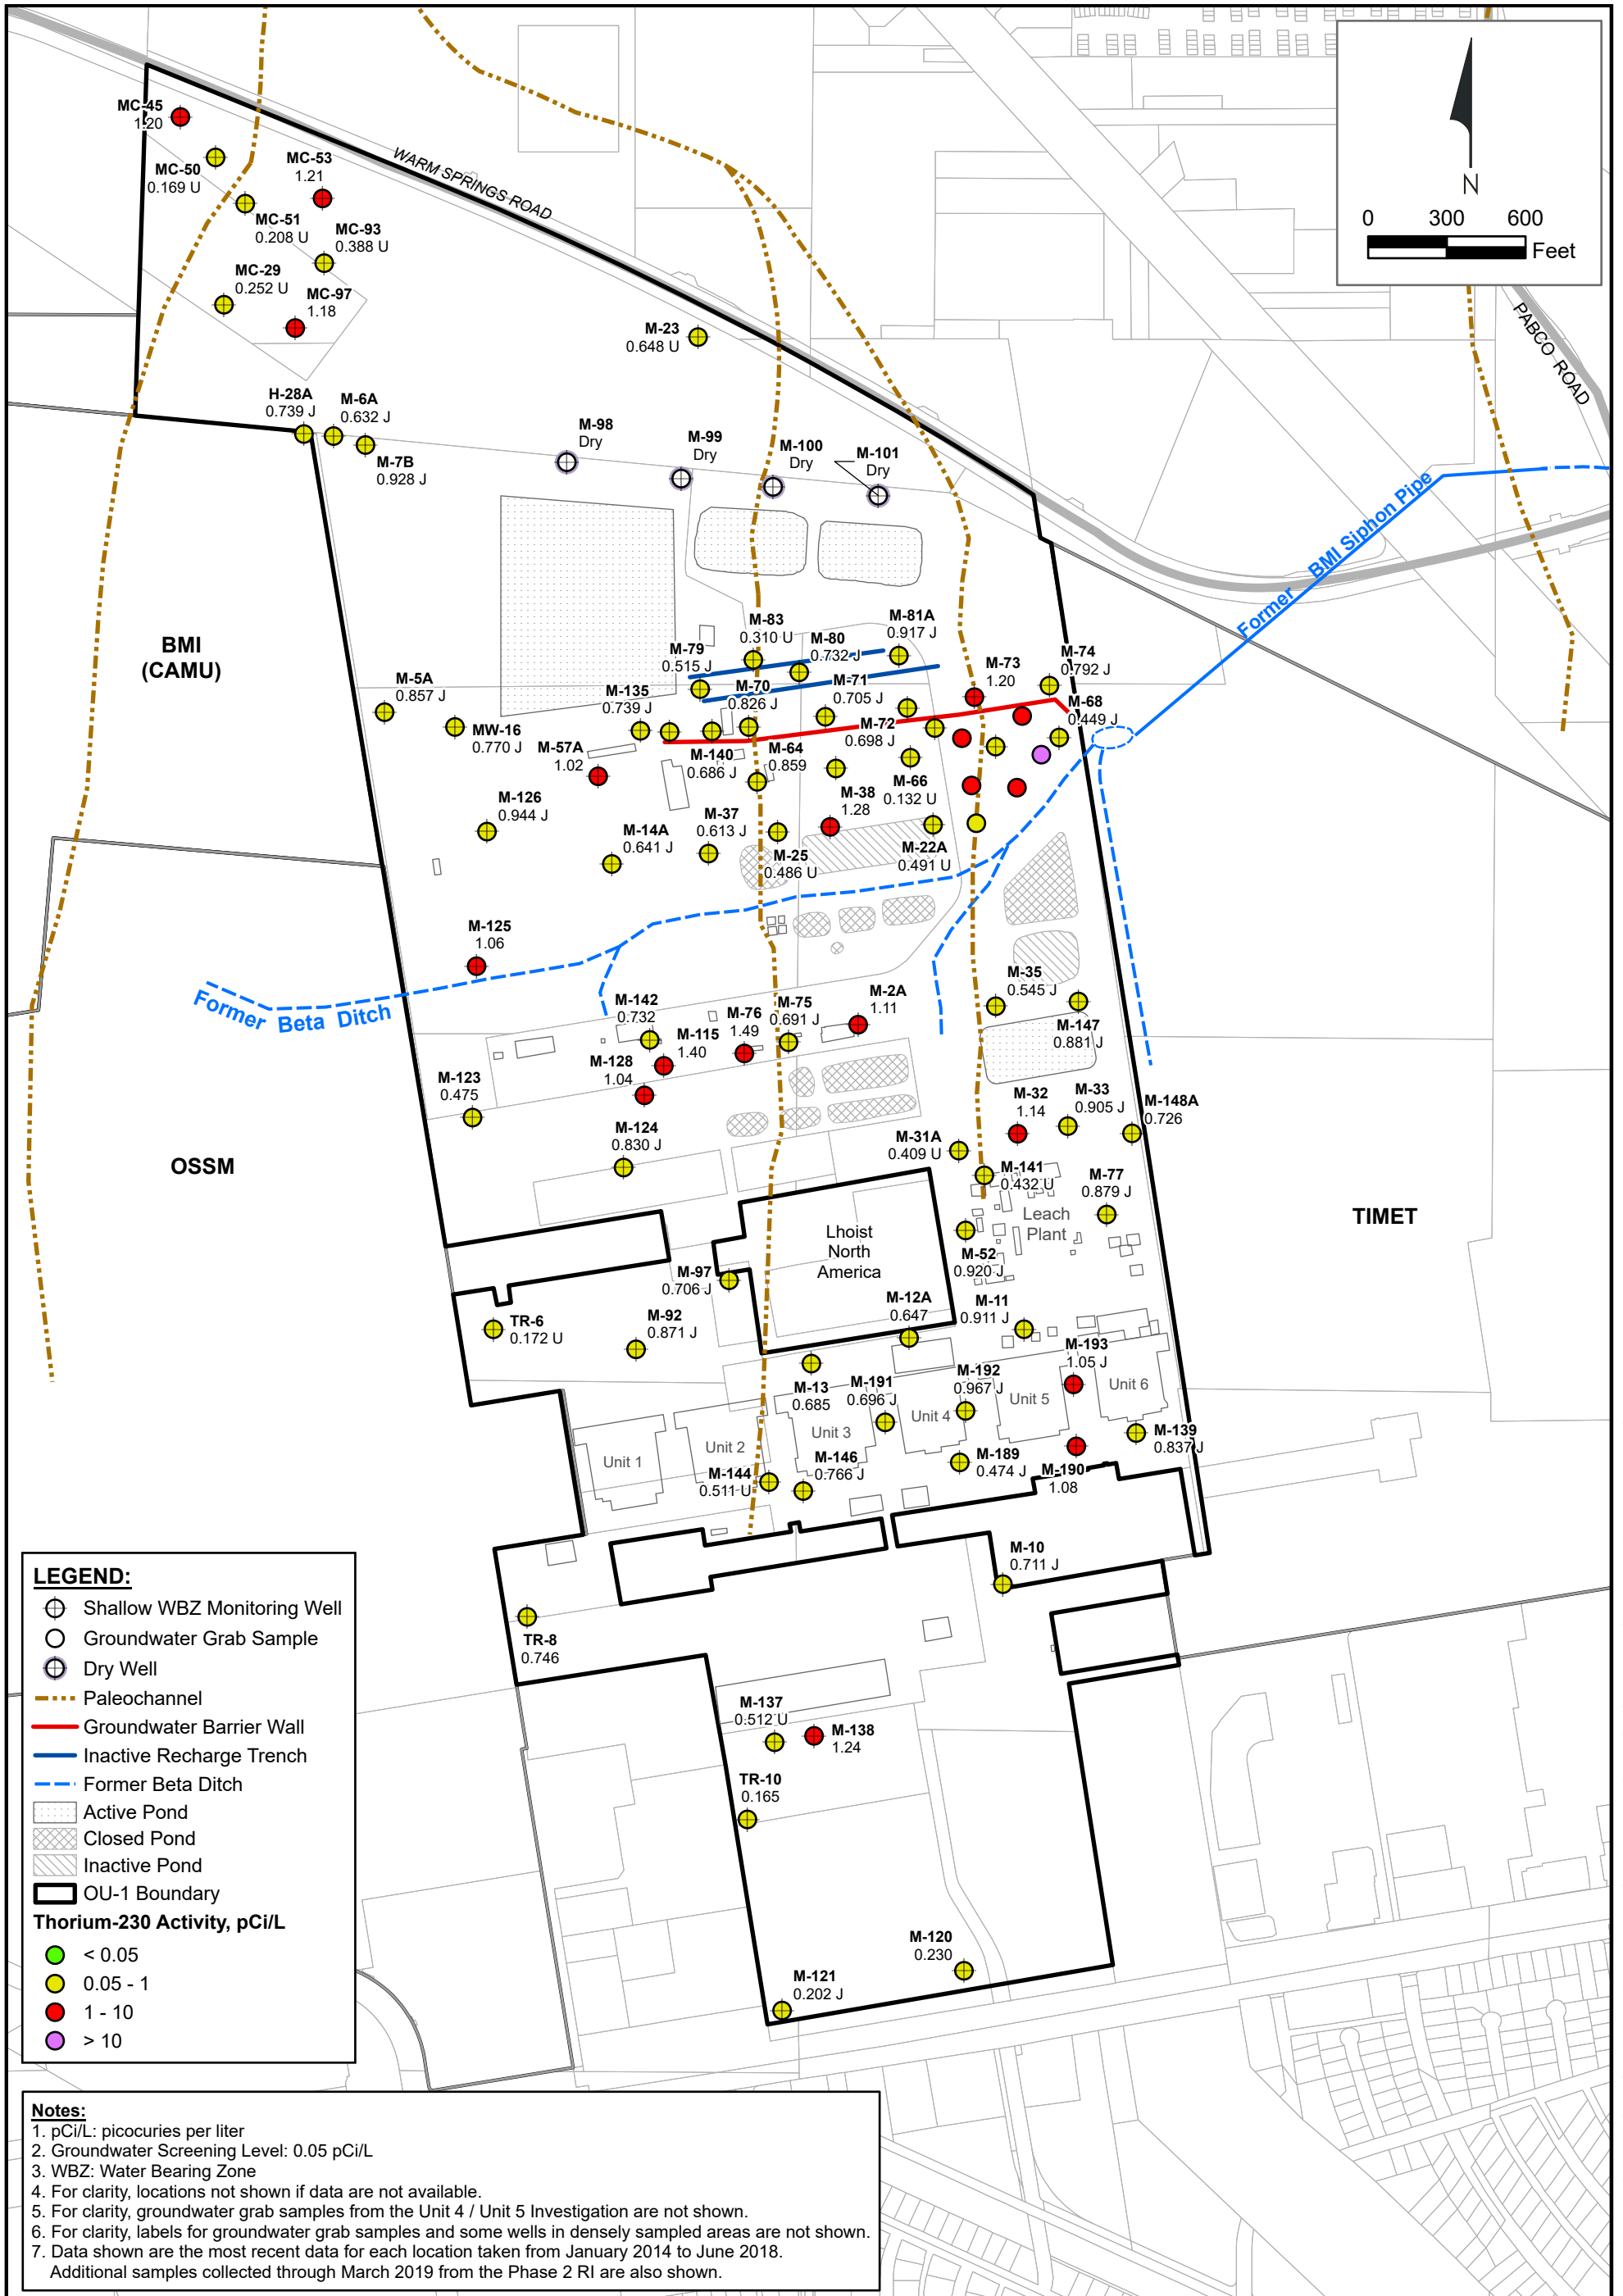 MC-45
1.20
MC-50
0.169 U
MC-53
1.21
MC-51
0.208 U
MC-93
0.388 U
MC-29
0.252 U
MC-97
1.18
WARM SPRINGS ROAD
N
0 300 600
Feet
PABCO ROAD
M-23
0.648 U
H-28A
0.739 J
M-6A
0.632 J
M-7B
0.928 J
M-98
Dry
M-99
Dry
M-100
Dry
M-101
Dry
Former BMI Siphon Pipe
BMI
(CAMU)
M-83
0.310 U
M-80
0.732 J
M-81A
0.917 J
M-79
0.515 J
M-73
1.20
M-74
0.792 J
M-5A
0.857 J
M-135
0.739 J
M-70
0.826 J
M-71
0.705 J
M-68
0.449 J
MW-16
0.770 J
M-72
0.698 J
M-57A
1.02
M-140
0.686 J
M-64
0.859
M-66
0.132 U
M-38
1.28
M-126
0.944 J
M-37
0.613 J
M-14A
0.641 J
M-25
0.486 U
M-22A
0.491 U
M-125
1.06
Former Beta Ditch
M-35
0.545 J
M-147
0.881 J
M-142
0.732
M-115
1.40
M-76
1.49
M-75
0.691 J
M-2A
1.11
M-128
1.04
M-123
0.475
M-32
1.14
M-33
0.905 J
M-148A
0.726
M-124
0.830 J
M-31A
0.409 U
M-141
0.432 U
M-77
0.879 J
OSSM
TIMET
Leach
Plant
Lhoist
North
America
M-52
0.920 J
M-97
0.706 J
M-12A
0.647
M-11
0.911 J
TR-6
0.172 U
M-92
0.871 J
M-193
1.05 J
M-13
0.685
M-191
0.696 J
M-192
0.967 J
Unit 1
Unit 2
Unit 3
Unit 4
Unit 5
Unit 6
M-139
0.837 J
M-144
0.511 U
M-146
0.766 J
M-189
0.474 J
M-190
1.08
M-10
0.711 J
TR-8
0.746
M-137
0.512 U
M-138
1.24
TR-10
0.165
M-120
0.230
M-121
0.202 J
LEGEND:
Shallow WBZ Monitoring Well
Groundwater Grab Sample
Dry Well
Paleochannel
Groundwater Barrier Wall
Inactive Recharge Trench
Former Beta Ditch
Active Pond
Closed Pond
Inactive Pond
OU-1 Boundary
Thorium-230 Activity, pCi/L
< 0.05
0.05 - 1
1 - 10
> 10
Notes:
1. pCi/L: picocuries per liter
2. Groundwater Screening Level: 0.05 pCi/L
3. WBZ: Water Bearing Zone
4. For clarity, locations not shown if data are not available.
5. For clarity, groundwater grab samples from the Unit 4 / Unit 5 Investigation are not shown.
6. For clarity, labels for groundwater grab samples and some wells in densely sampled areas are not shown.
7. Data shown are the most recent data for each location taken from January 2014 to June 2018.
Additional samples collected through March 2019 from the Phase 2 RI are also shown.